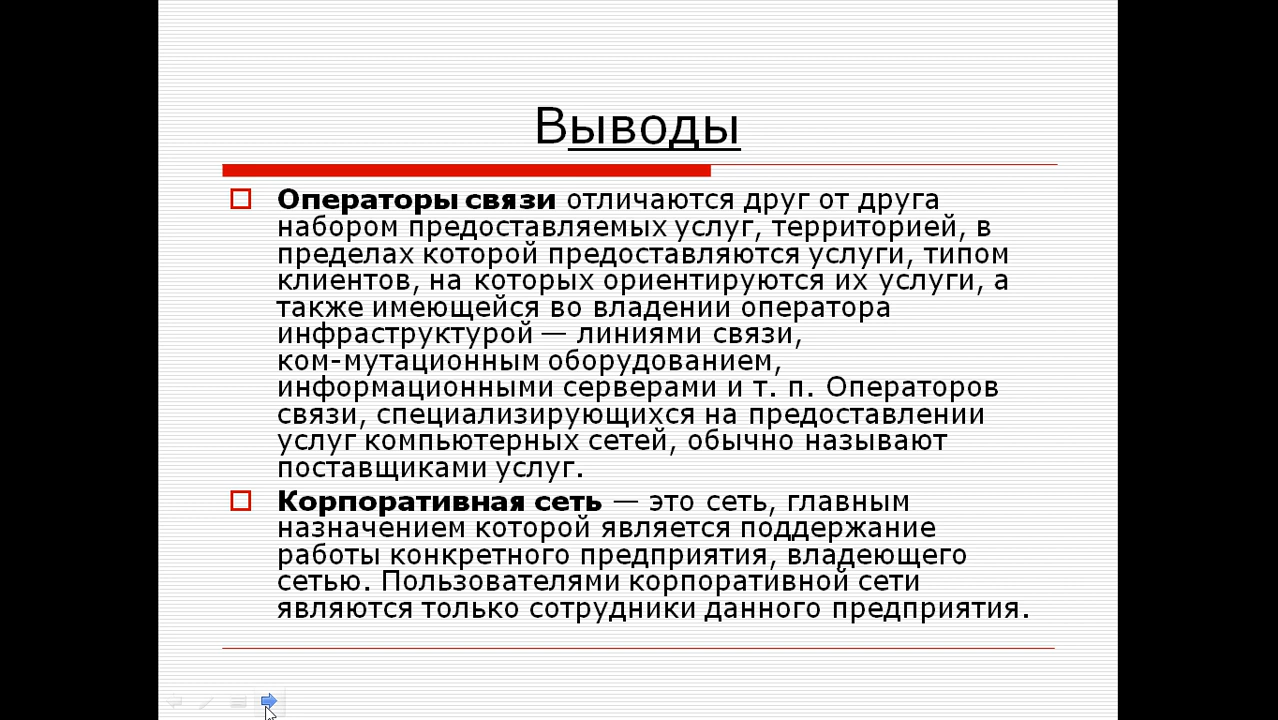 Выводы
Операторы связи отличаются друг от друга
набором предоставляемых услуг, территорией, в
пределах которой предоставляются услуги, типом
клиентов, на которых ориентируются их услуги, а
также имеющейся во владении оператора
инфраструктурой — линиями связи,
ком-мутационным оборудованием,
информационными серверами и т. п. Операторов
связи, специализирующихся на предоставлении
услуг компьютерных сетей, обычно называют
поставщиками услуг.
Корпоративная сеть — это сеть, главным
назначением которой является поддержание
работы конкретного предприятия, владеющего
сетью. Пользователями корпоративной сети
являются только сотрудники данного предприятия.